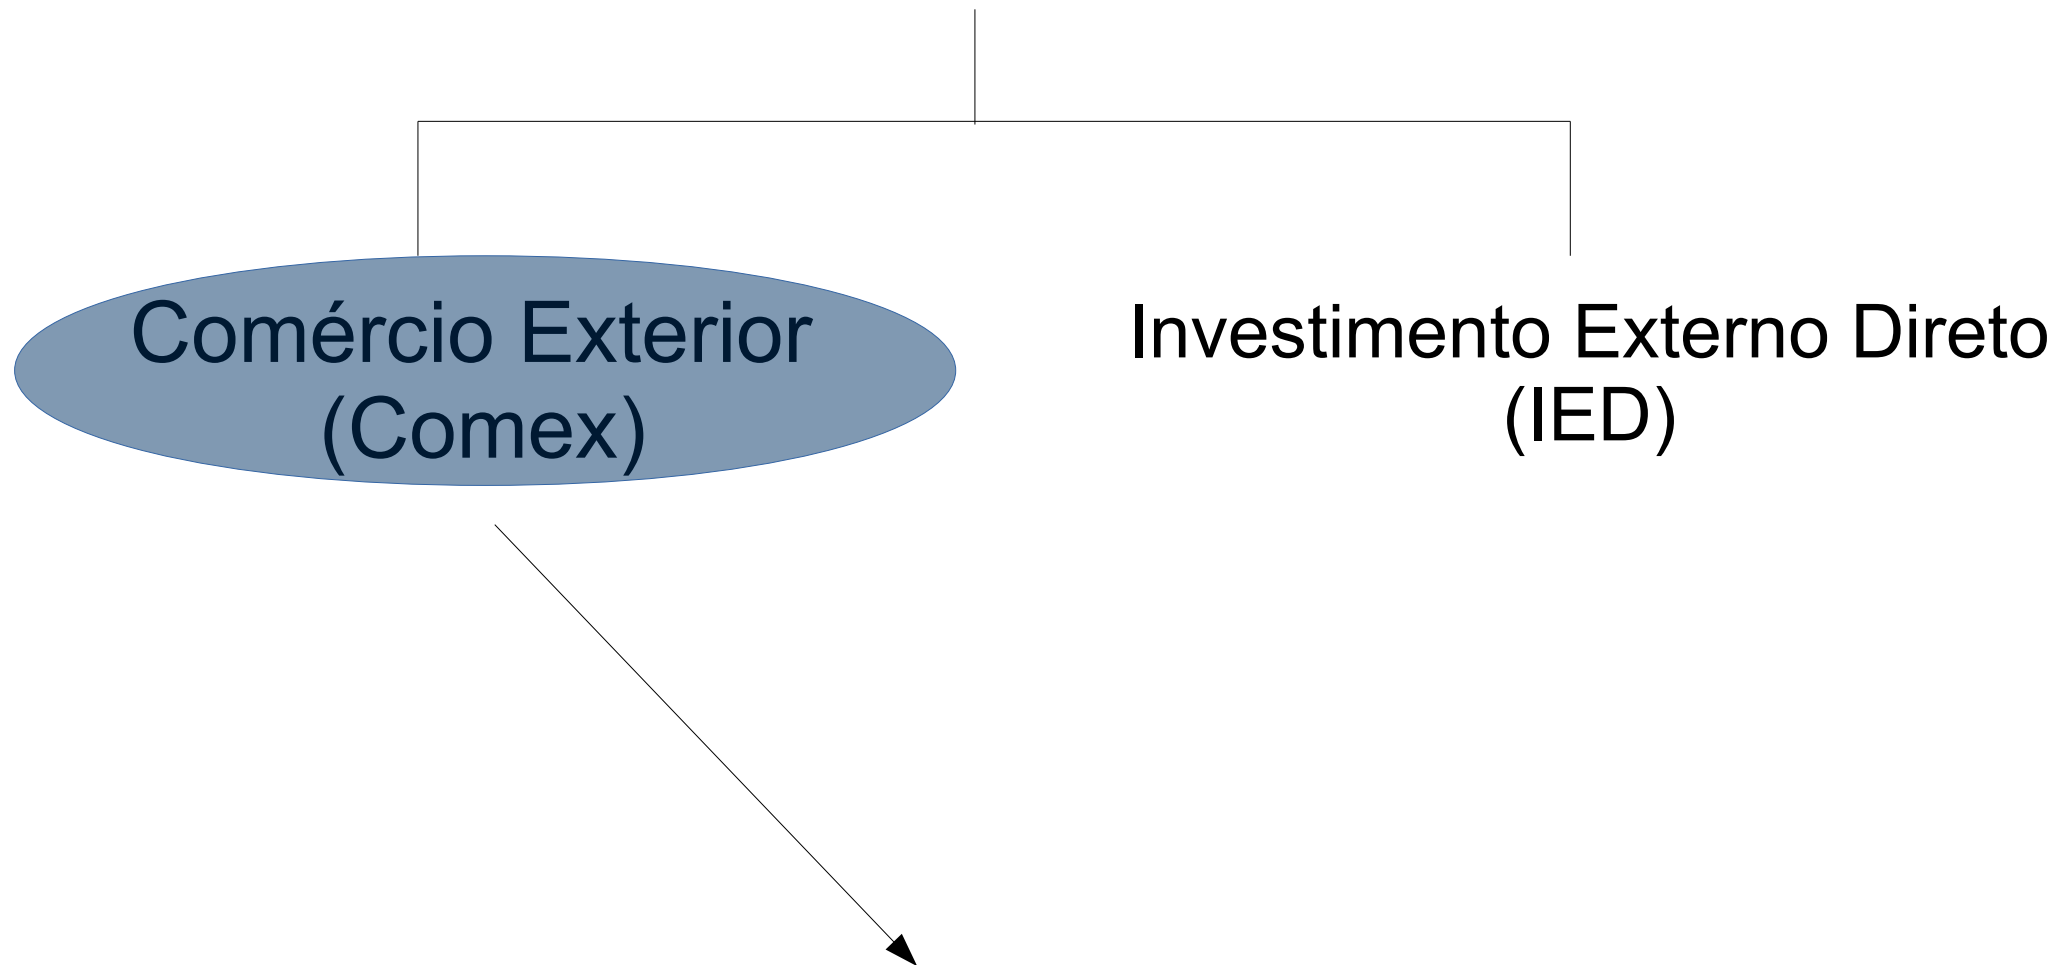 Comércio Exterior
(Comex)
Investimento Externo Direto
(IED)